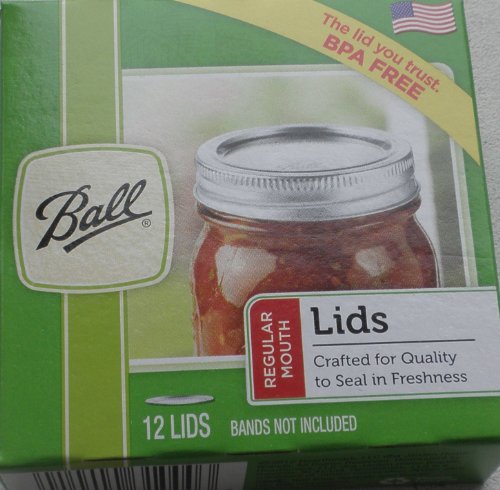 The lid you trust.
BPA FREE
Ball®
REGULAR
MOUTH
Lids
Crafted for Quality
to Seal in Freshness
12 LIDS BANDS NOT INCLUDED